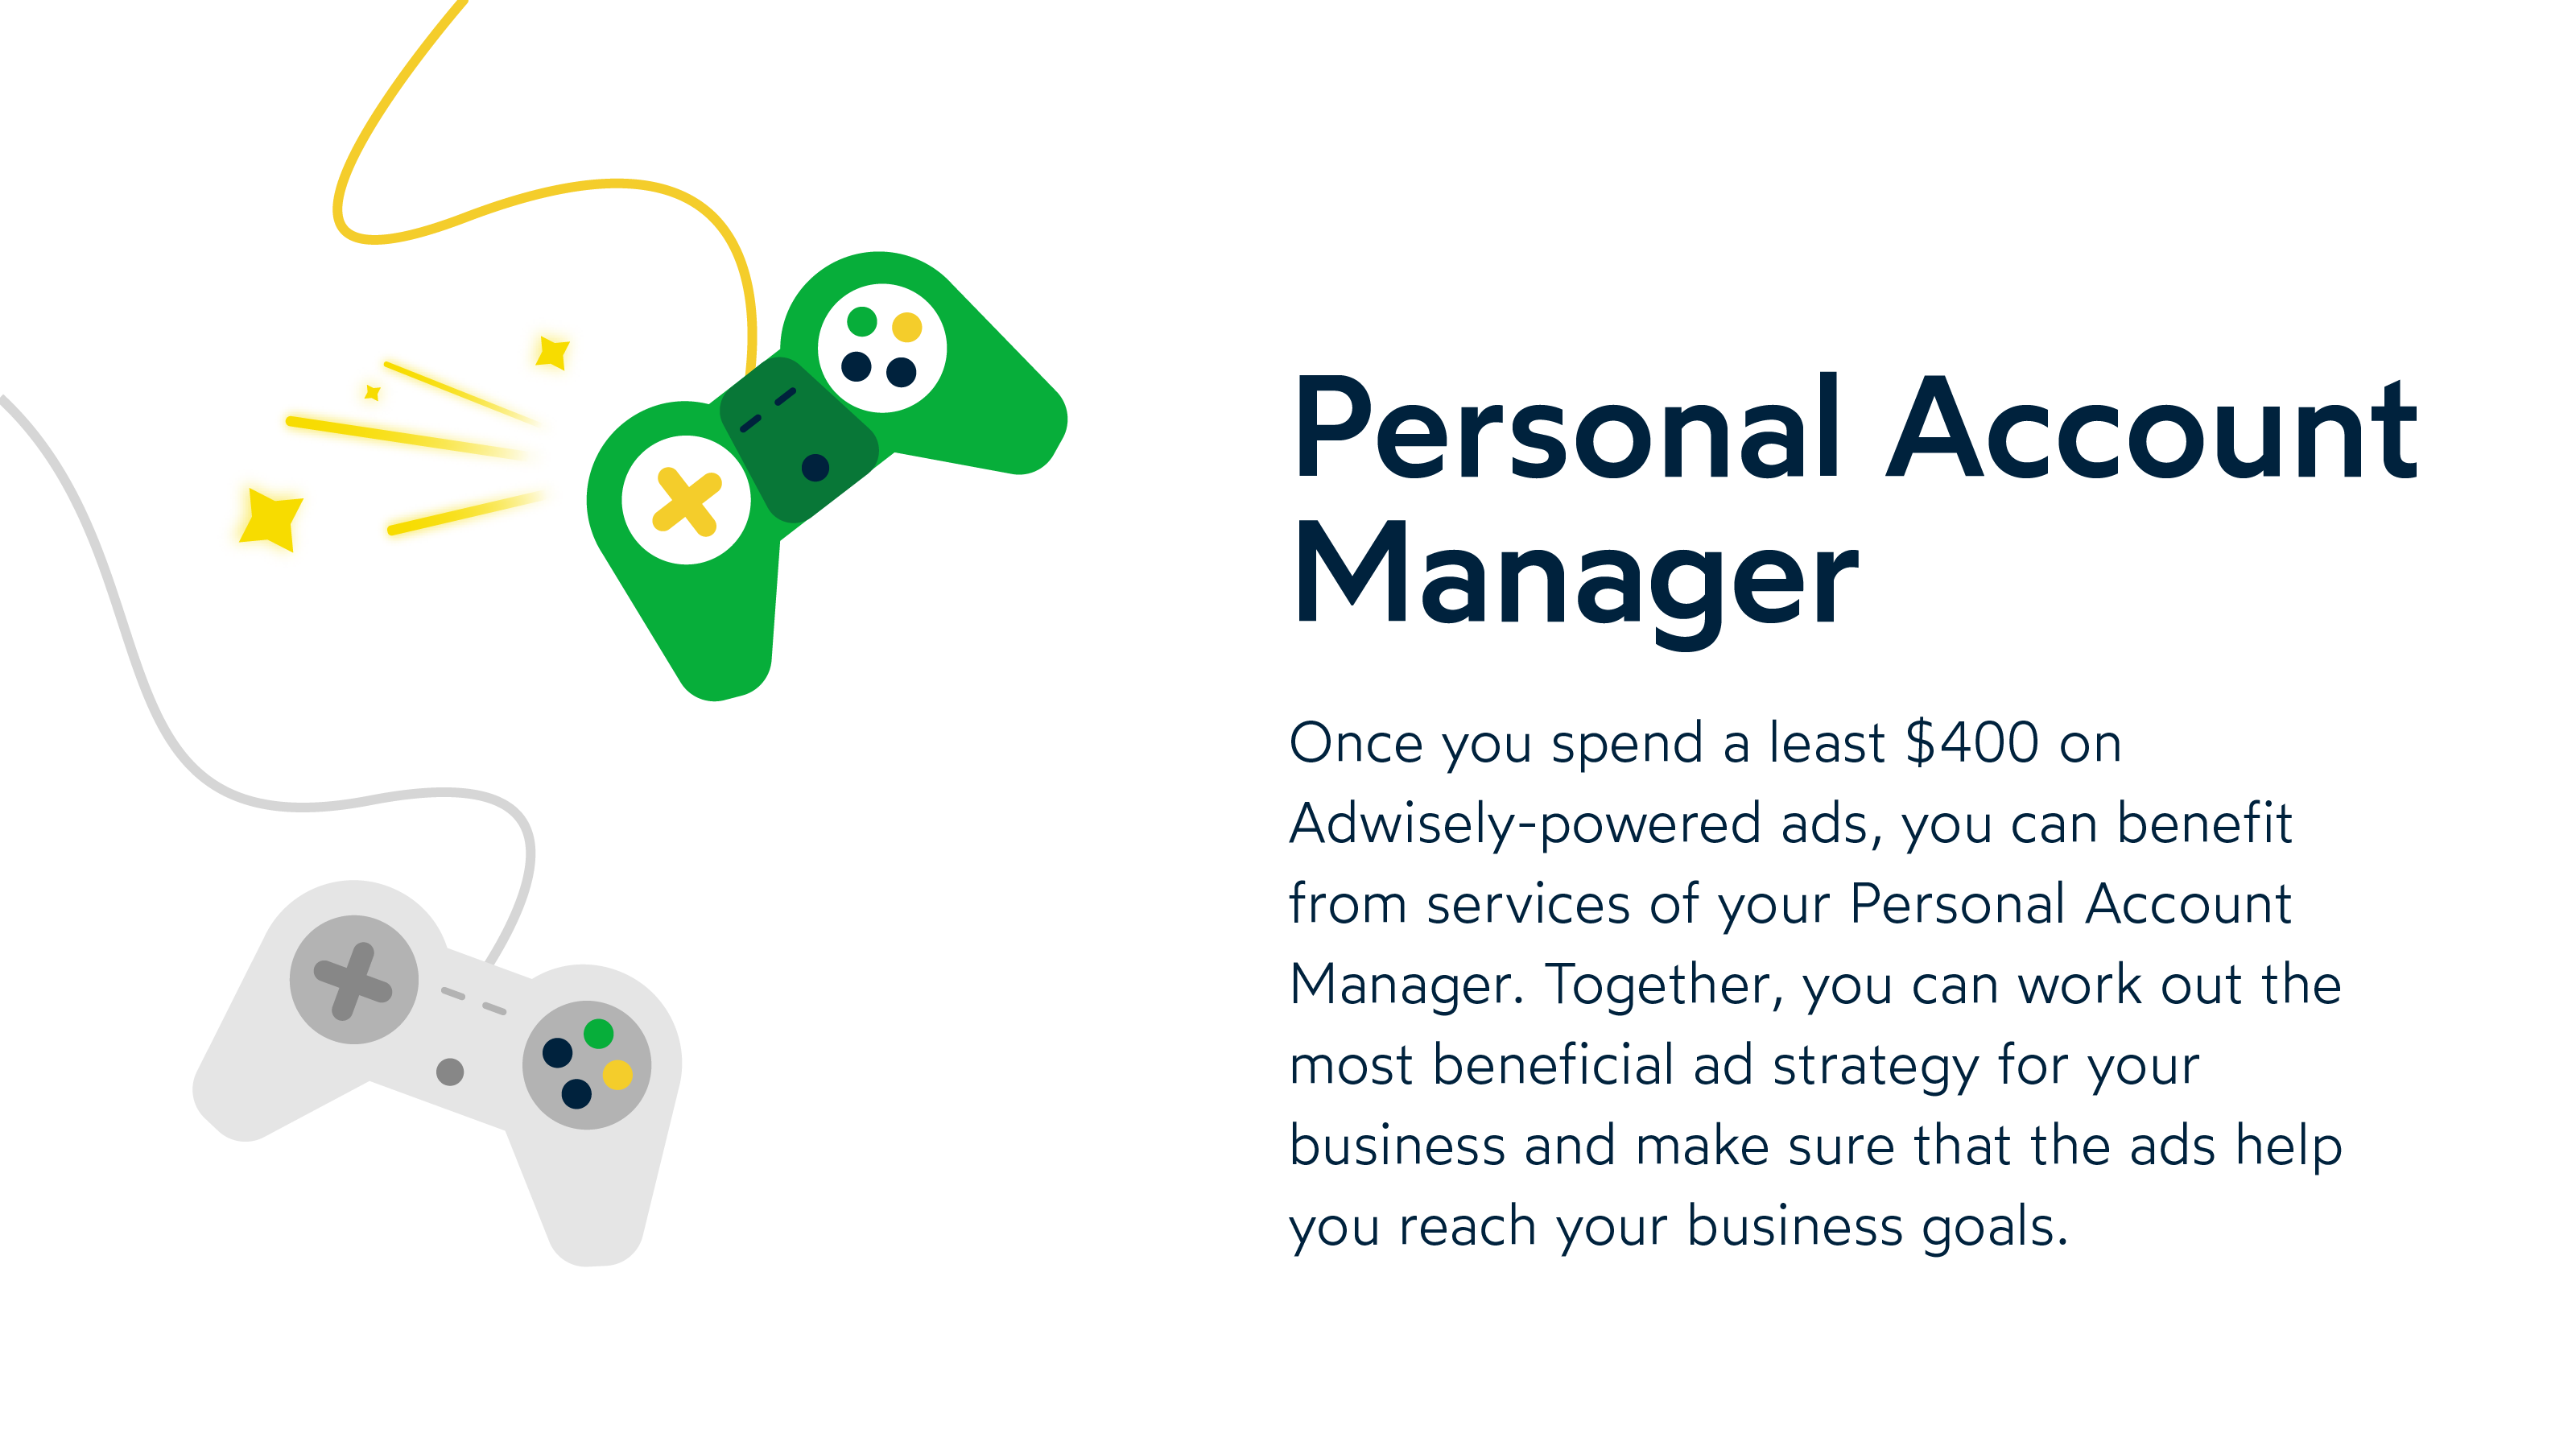 Personal Account
Manager
Once you spend a least $400 on
Adwisely-powered ads, you can benefit
from services of your Personal Account
Manager. Together, you can work out the
most beneficial ad strategy for your
business and make sure that the ads help
you reach your business goals.